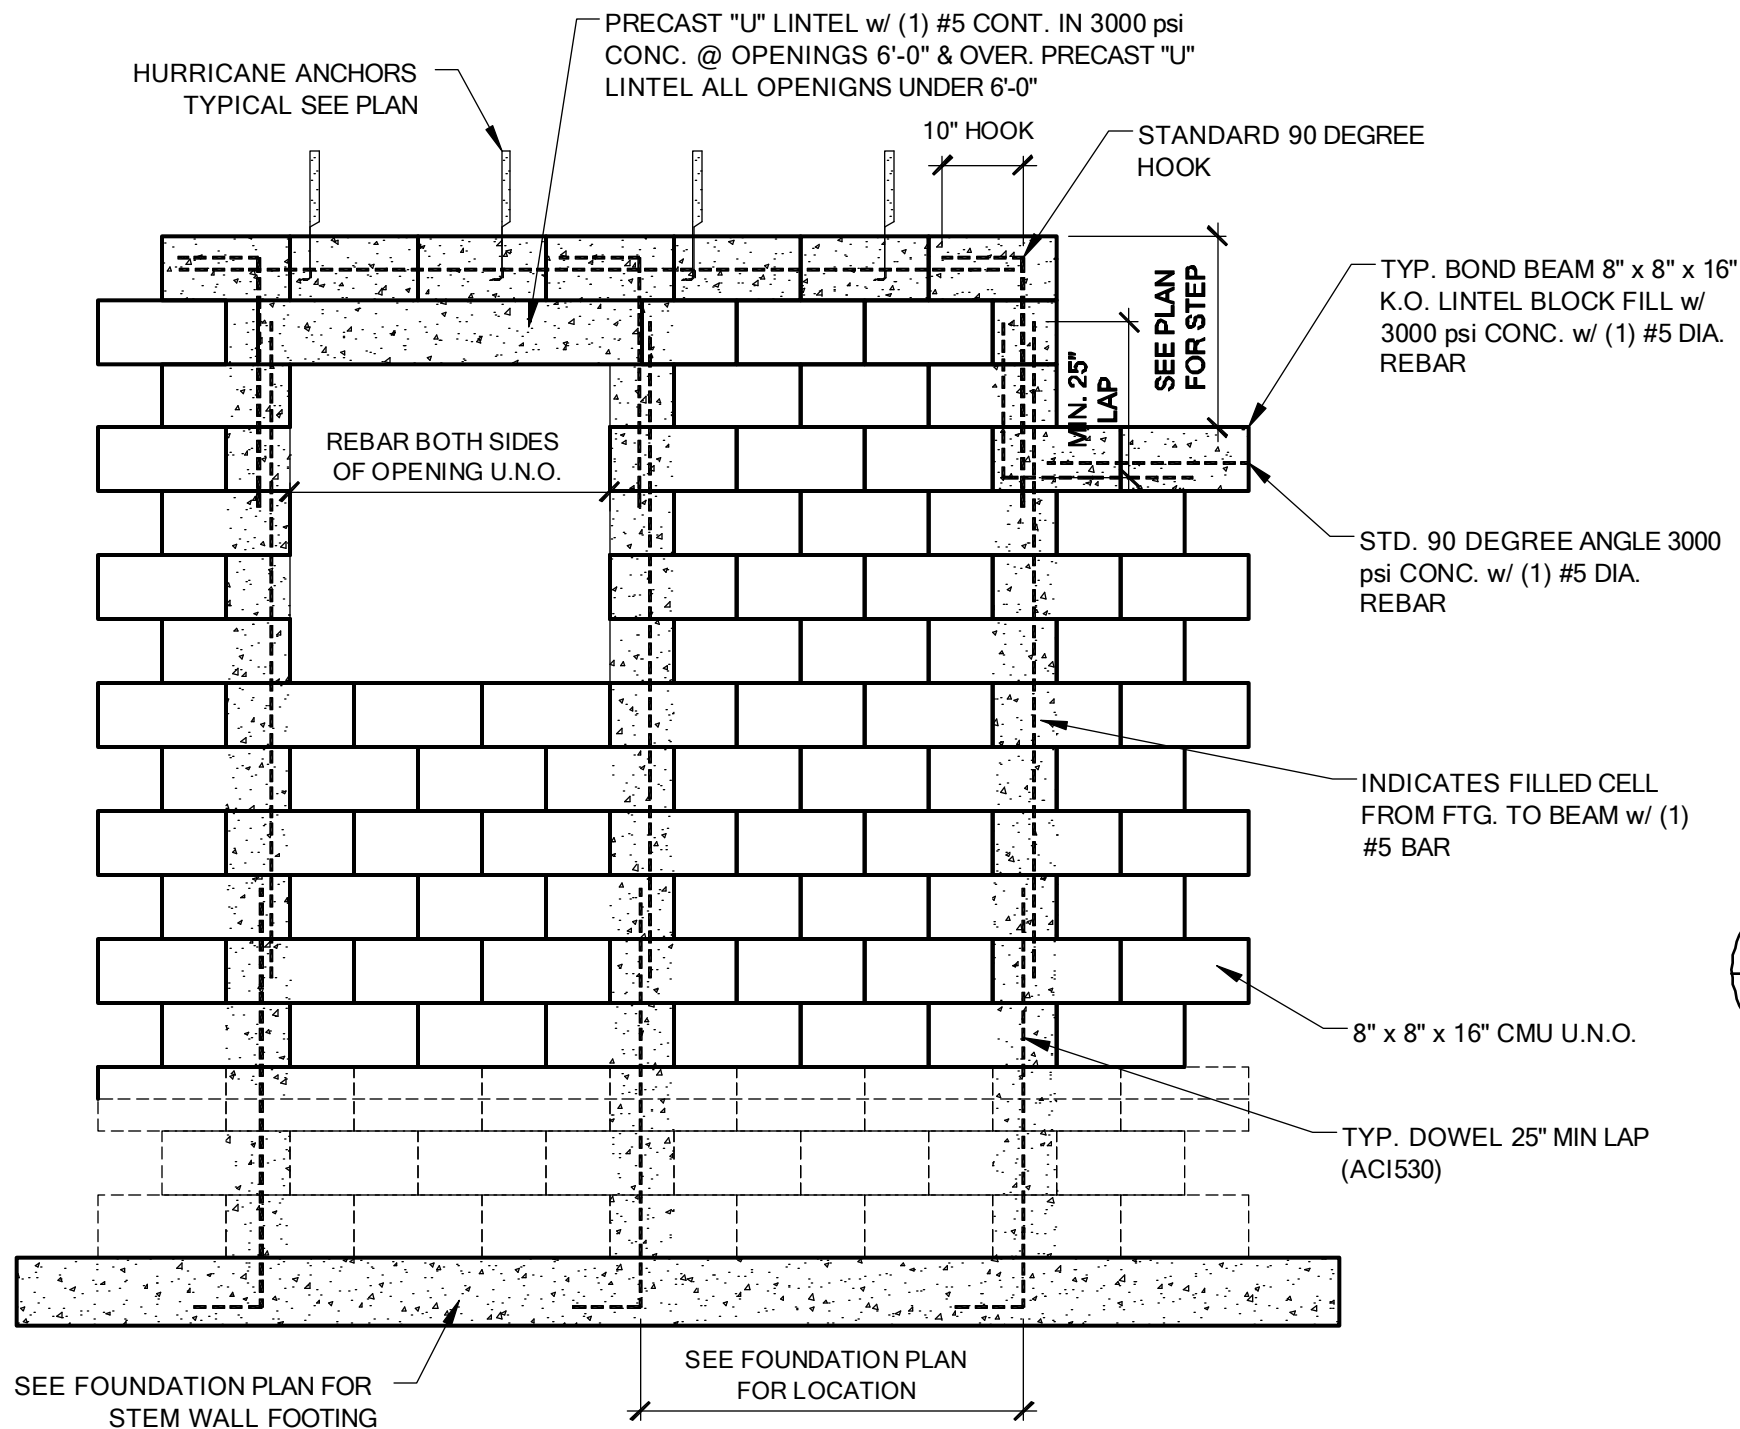 PRECAST "U" LINTEL w/ (1) #5 CONT. IN 3000 psi
CONC. @ OPENINGS 6'-0" & OVER. PRECAST "U"
LINTEL ALL OPENIGNS UNDER 6'-0"
HURRICANE ANCHORS
TYPICAL SEE PLAN
10" HOOK
STANDARD 90 DEGREE
HOOK
SEE PLAN
FOR STEP
MIN. 25"
LAP
TYP. BOND BEAM 8" x 8" x 16"
K.O. LINTEL BLOCK FILL w/
3000 psi CONC. w/ (1) #5 DIA.
REBAR
REBAR BOTH SIDES
OF OPENING U.N.O.
STD. 90 DEGREE ANGLE 3000
psi CONC. w/ (1) #5 DIA.
REBAR
INDICATES FILLED CELL
FROM FTG. TO BEAM w/ (1)
#5 BAR
8" x 8" x 16" CMU U.N.O.
TYP. DOWEL 25" MIN LAP
(ACI530)
SEE FOUNDATION PLAN
FOR LOCATION
SEE FOUNDATION PLAN FOR
STEM WALL FOOTING